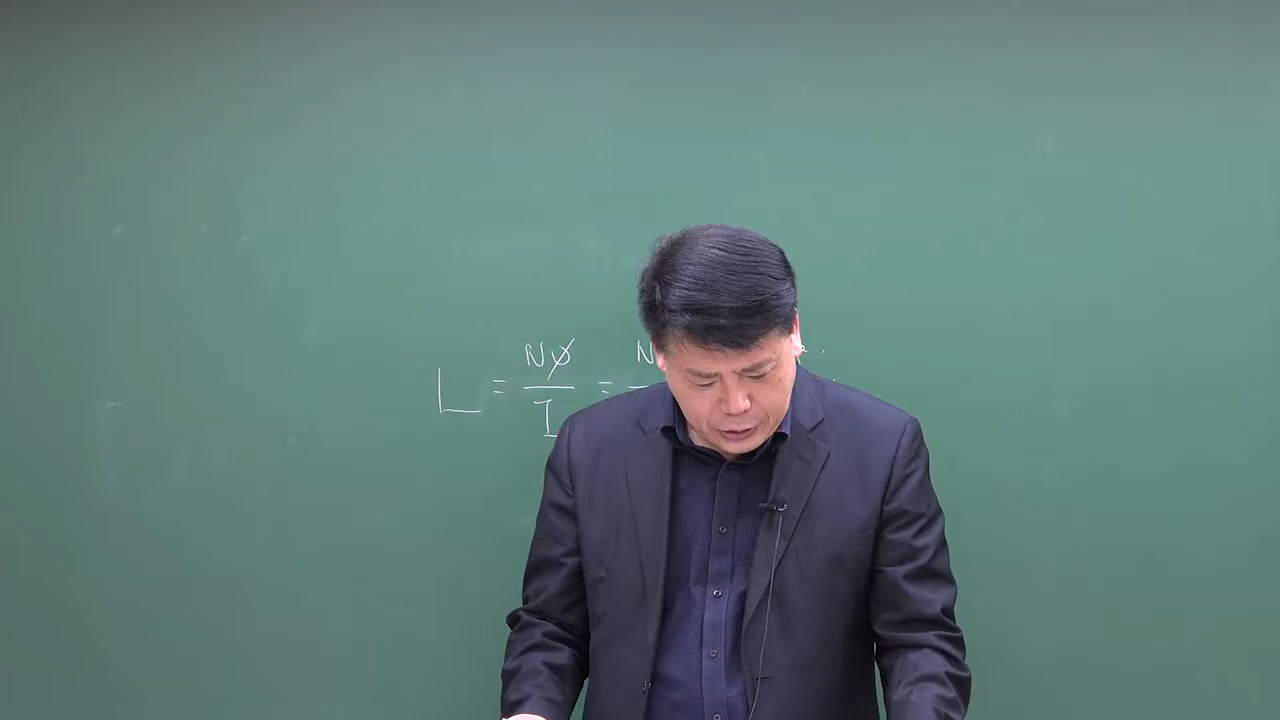 L = Nφ/I = N